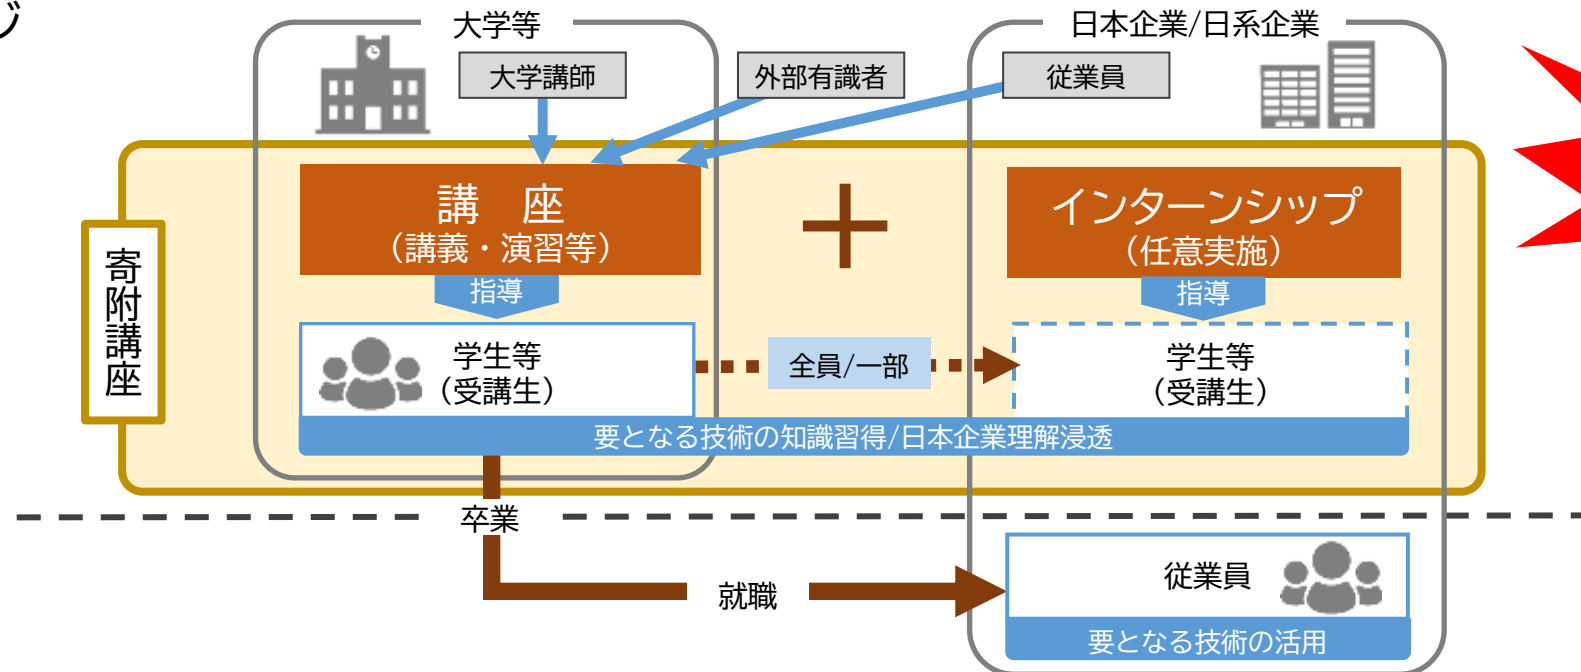 ジ
大学等
日本企業/日系企業
大学講師
外部有識者
従業員
講　座
（講義・演習等）
インターンシップ
（任意実施）
指導
指導
寄附講座
学生等
（受講生）
全員/一部
学生等
（受講生）
要となる技術の知識習得/日本企業理解浸透
卒業
就職
従業員
要となる技術の活用